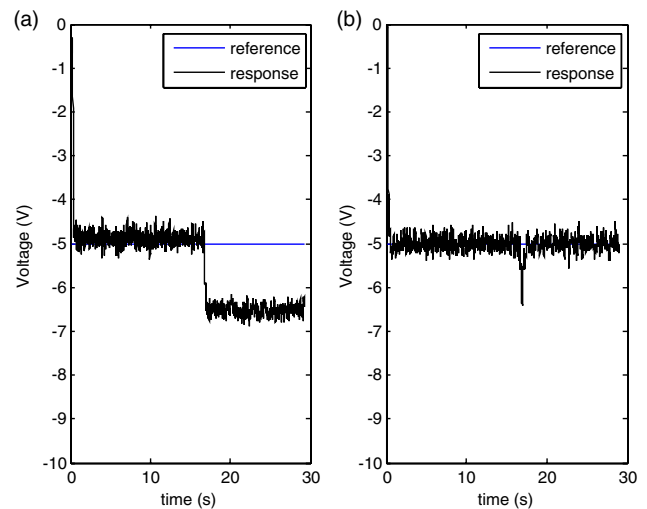 (a)
reference
response
0
-1
-2
-3
-4
-5
-6
-7
-8
-9
-10
Voltage (V)
0 10 20 30
time (s)
(b)
reference
response
0
-1
-2
-3
-4
-5
-6
-7
-8
-9
-10
Voltage (V)
0 10 20 30
time (s)